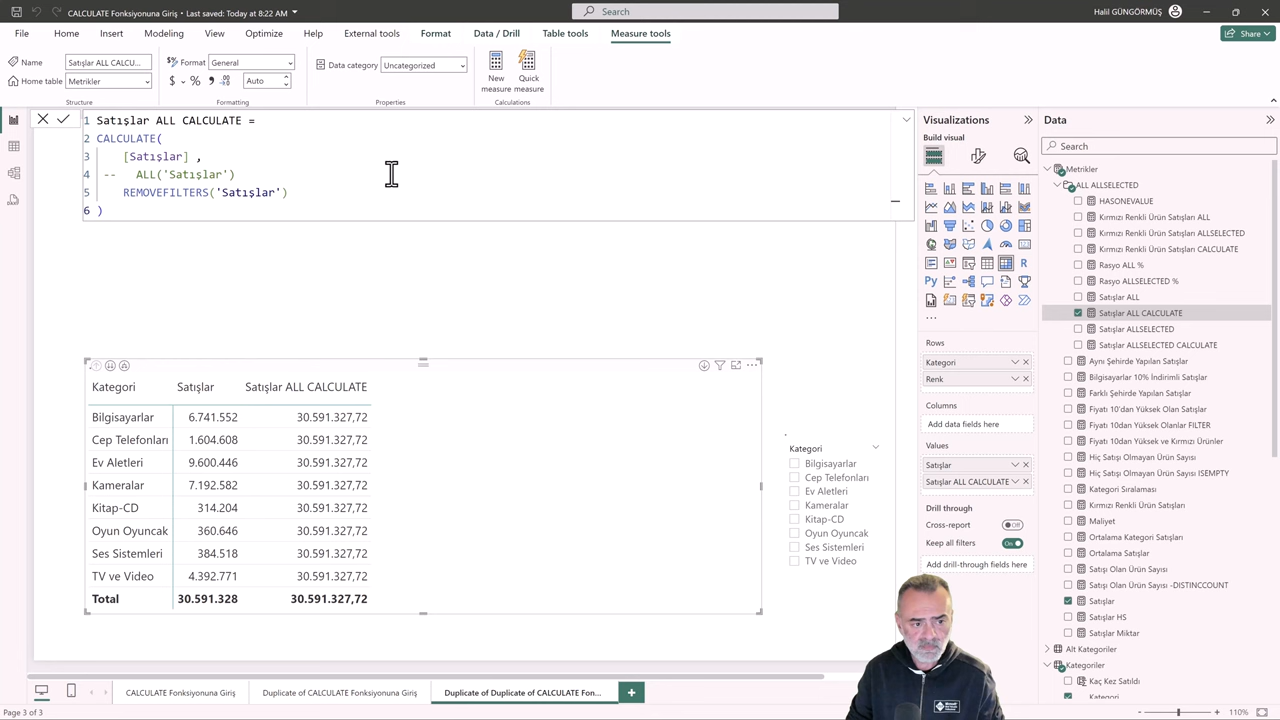 CALCULATE Fonksiyonuna Giriş • Last saved: Today at 8:22 AM
Search
Halil GÜNGÖRMÜŞ
File Home Insert Modeling View Optimize Help External tools Format Data / Drill Table tools Measure tools
Share
Name Satışlar ALL CALCU...
Home table Metrikler
Structure
Format General
$ % Auto
Formatting
Data category Uncategorized
Properties
New measure
Quick measure
Calculations
1 Satışlar ALL CALCULATE =
2 CALCULATE(
3 [Satışlar] ,
4 -- ALL('Satışlar')
5 REMOVEFILTERS('Satışlar')
6 )
Kategori Satışlar Satışlar ALL CALCULATE
Bilgisayarlar 6.741.552 30.591.327,72
Cep Telefonları 1.604.608 30.591.327,72
Ev Aletleri 9.600.446 30.591.327,72
Kameralar 7.192.582 30.591.327,72
Kitap-CD 314.204 30.591.327,72
Oyun Oyuncak 360.646 30.591.327,72
Ses Sistemleri 384.518 30.591.327,72
TV ve Video 4.392.771 30.591.327,72
Total 30.591.328 30.591.327,72
Kategori
Bilgisayarlar
Cep Telefonları
Ev Aletleri
Kameralar
Kitap-CD
Oyun Oyuncak
Ses Sistemleri
TV ve Video
Visualizations
Build visual
R
Py
Rows
Kategori
Renk
Columns
Add data fields here
Values
Satışlar
Satışlar ALL CALCULATE
Drill through
Cross-report Off
Keep all filters On
Add drill-through fields here
Data
Search
Metrikler
ALL ALLSELECTED
HASONEVALUE
Kırmızı Renkli Ürün Satışları ALL
Kırmızı Renkli Ürün Satışları ALLSELECTED
Kırmızı Renkli Ürün Satışları CALCULATE
Rasyo ALL %
Rasyo ALLSELECTED %
Satışlar ALL
Satışlar ALL CALCULATE
Satışlar ALLSELECTED
Satışlar ALLSELECTED CALCULATE
Aynı Şehirde Yapılan Satışlar
Bilgisayarlar 10% İndirimli Satışlar
Farklı Şehirde Yapılan Satışlar
Fiyatı 10'dan Yüksek Olan Satışlar
Fiyatı 10dan Yüksek Olanlar FILTER
Fiyatı 10dan Yüksek ve Kırmızı Ürünler
Hiç Satışı Olmayan Ürün Sayısı
Hiç Satışı Olmayan Ürün Sayısı ISEMPTY
Kategori Sıralaması
Kırmızı Renkli Ürün Satışları
Maliyet
Ortalama Kategori Satışları
Ortalama Satışlar
Satışı Olan Ürün Sayısı
Satışı Olan Ürün Sayısı -DISTINCCOUNT
Satışlar
Satışlar HS
Satışlar Miktar
Alt Kategoriler
Kategoriler
Kaç Kez Satıldı
Kategori
CALCULATE Fonksiyonuna Giriş Duplicate of CALCULATE Fonksiyonuna Giriş Duplicate of Duplicate of CALCULATE Fon...
Page 3 of 3
110%